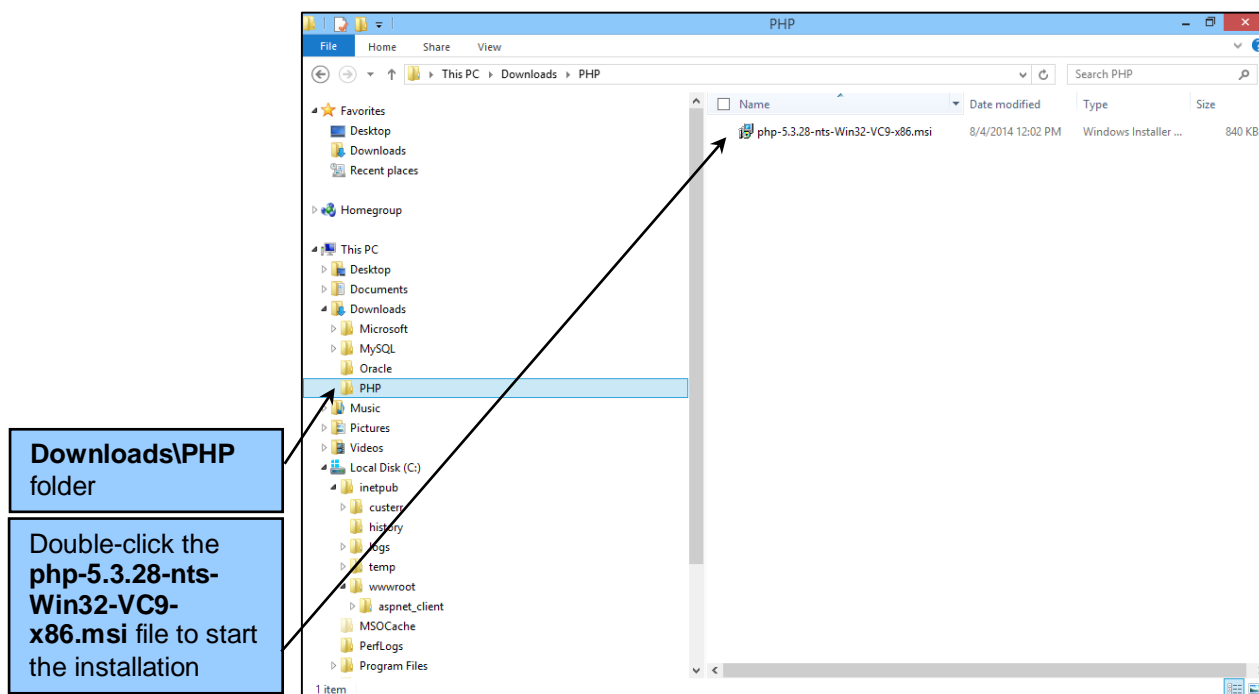 PHP
File Home Share View
This PC Downloads PHP
Search PHP
Favorites
Desktop
Downloads
Recent places
Homegroup
This PC
Desktop
Documents
Downloads
Microsoft
MySQL
Oracle
PHP
Music
Pictures
Videos
Local Disk (C:)
inetpub
custerr
history
logs
temp
wwwroot
aspnet_client
MSOCache
PerfLogs
Program Files
Name Date modified Type Size
php-5.3.28-nts-Win32-VC9-x86.msi 8/4/2014 12:02 PM Windows Installer ... 840 KB
1 item
Downloads\PHP
folder
Double-click the
php-5.3.28-nts-
Win32-VC9-
x86.msi file to start
the installation